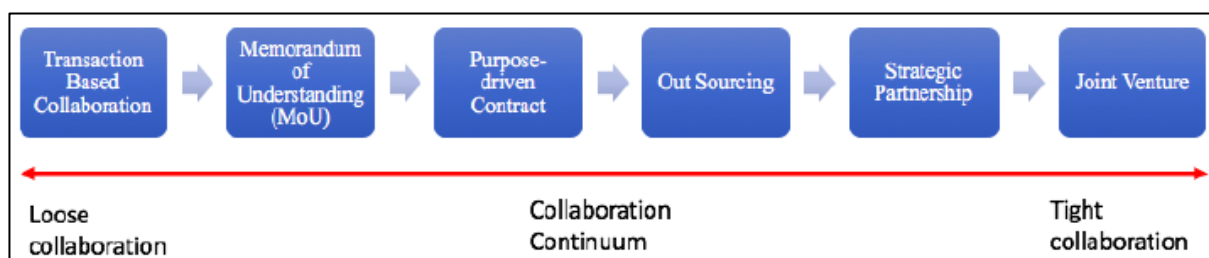 Transaction
Based
Collaboration
Memorandum
of
Understanding
(MoU)
Purpose-
driven
Contract
Out Sourcing
Strategic
Partnership
Joint Venture
Loose
collaboration
Collaboration
Continuum
Tight
collaboration